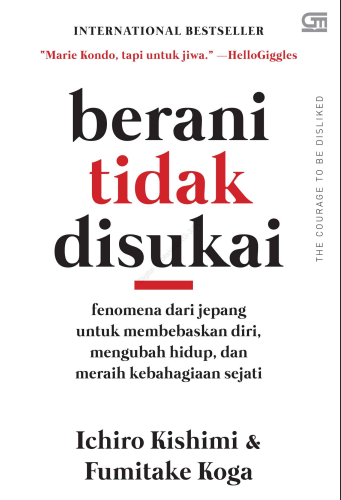 INTERNATIONAL BESTSELLER
"Marie Kondo, tapi untuk jiwa." —HelloGiggles
berani
tidak
disukai
fenomena dari jepang
untuk membebaskan diri,
mengubah hidup, dan
meraih kebahagiaan sejati
Ichiro Kishimi &
Fumitake Koga
THE COURAGE TO BE DISLIKED